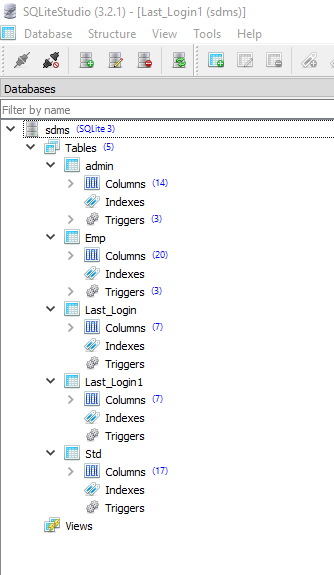 SQLiteStudio (3.2.1) - [Last_Login1 (sdms)]
Database Structure View Tools Help
Databases
Filter by name
sdms (SQLite 3)
Tables (5)
admin
Columns (14)
Indexes
Triggers (3)
Emp
Columns (20)
Indexes
Triggers (3)
Last_Login
Columns (7)
Indexes
Triggers
Last_Login1
Columns (7)
Indexes
Triggers
Std
Columns (17)
Indexes
Triggers
Views